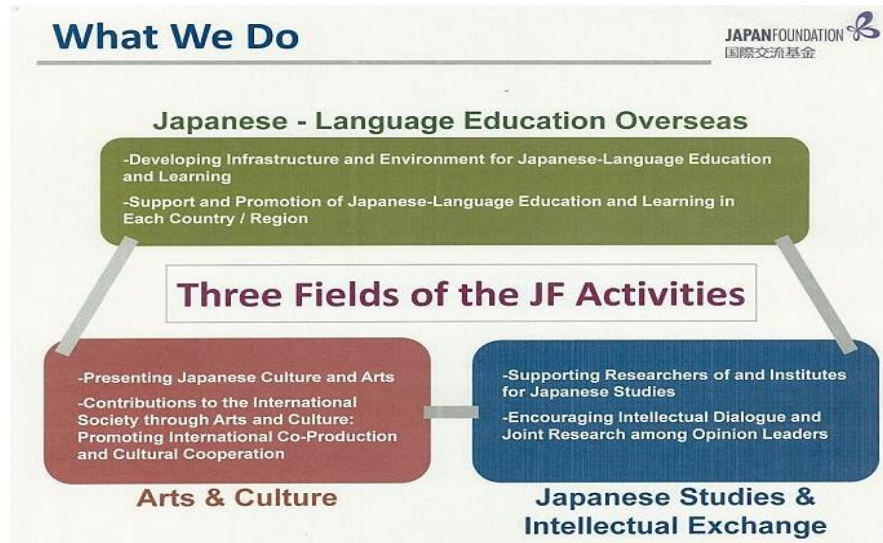 What We Do
JAPANFOUNDATION
国際交流基金
Japanese - Language Education Overseas
-Developing Infrastructure and Environment for Japanese-Language Education
and Learning
-Support and Promotion of Japanese-Language Education and Learning in
Each Country / Region
Three Fields of the JF Activities
-Presenting Japanese Culture and Arts
-Contributions to the International
Society through Arts and Culture:
Promoting International Co-Production
and Cultural Cooperation
Arts & Culture
-Supporting Researchers of and Institutes
for Japanese Studies
-Encouraging Intellectual Dialogue and
Joint Research among Opinion Leaders
Japanese Studies &
Intellectual Exchange